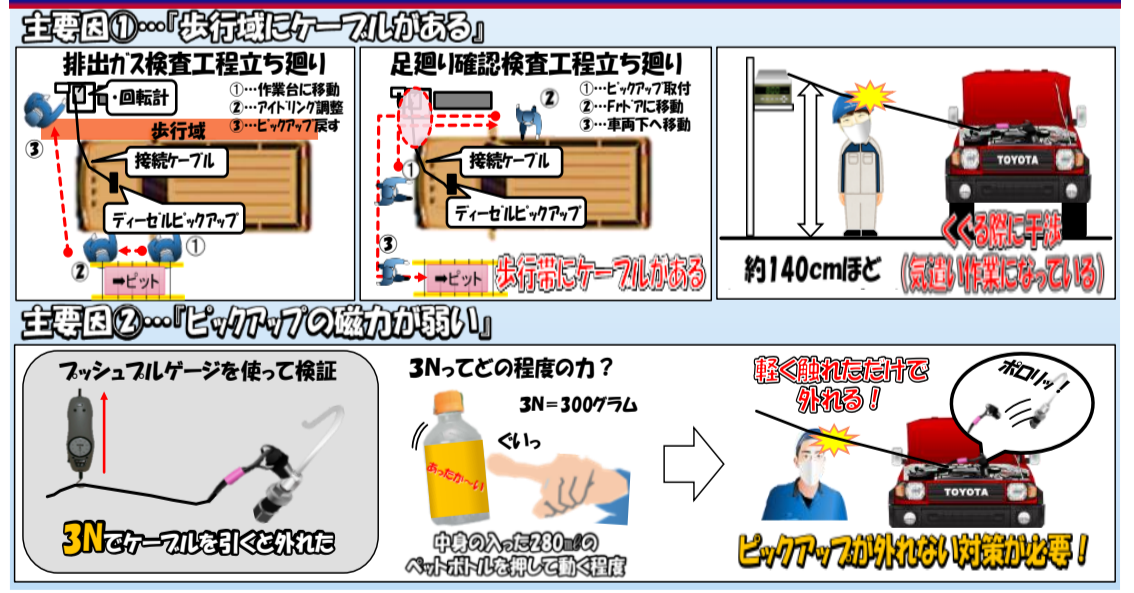 主要因①…『歩行域にケーブルがある』
排出ガス検査工程立ち廻り
・回転計
①…作業台に移動
②…アイドリング調整
③…ピックアップ戻す
歩行域
③
接続ケーブル
ディーゼルピックアップ
②
①
➡ピット
足廻り確認検査工程立ち廻り
①…ピックアップ取付
②…Frドアに移動
③…車両下へ移動
②
①
接続ケーブル
ディーゼルピックアップ
③
➡ピット
歩行帯にケーブルがある
TOYOTA
約140cmほど
くぐる際に干渉
(気遣い作業になっている)
主要因②…『ピックアップの磁力が弱い』
プッシュプルゲージを使って検証
3Nでケーブルを引くと外れた
3Nってどの程度の力？
3N＝300グラム
ぐいっ
あったか～い
中身の入った280㎖の
ペットボトルを押して動く程度
軽く触れただけで
外れる！
ポロリッ！
TOYOTA
ピックアップが外れない対策が必要！